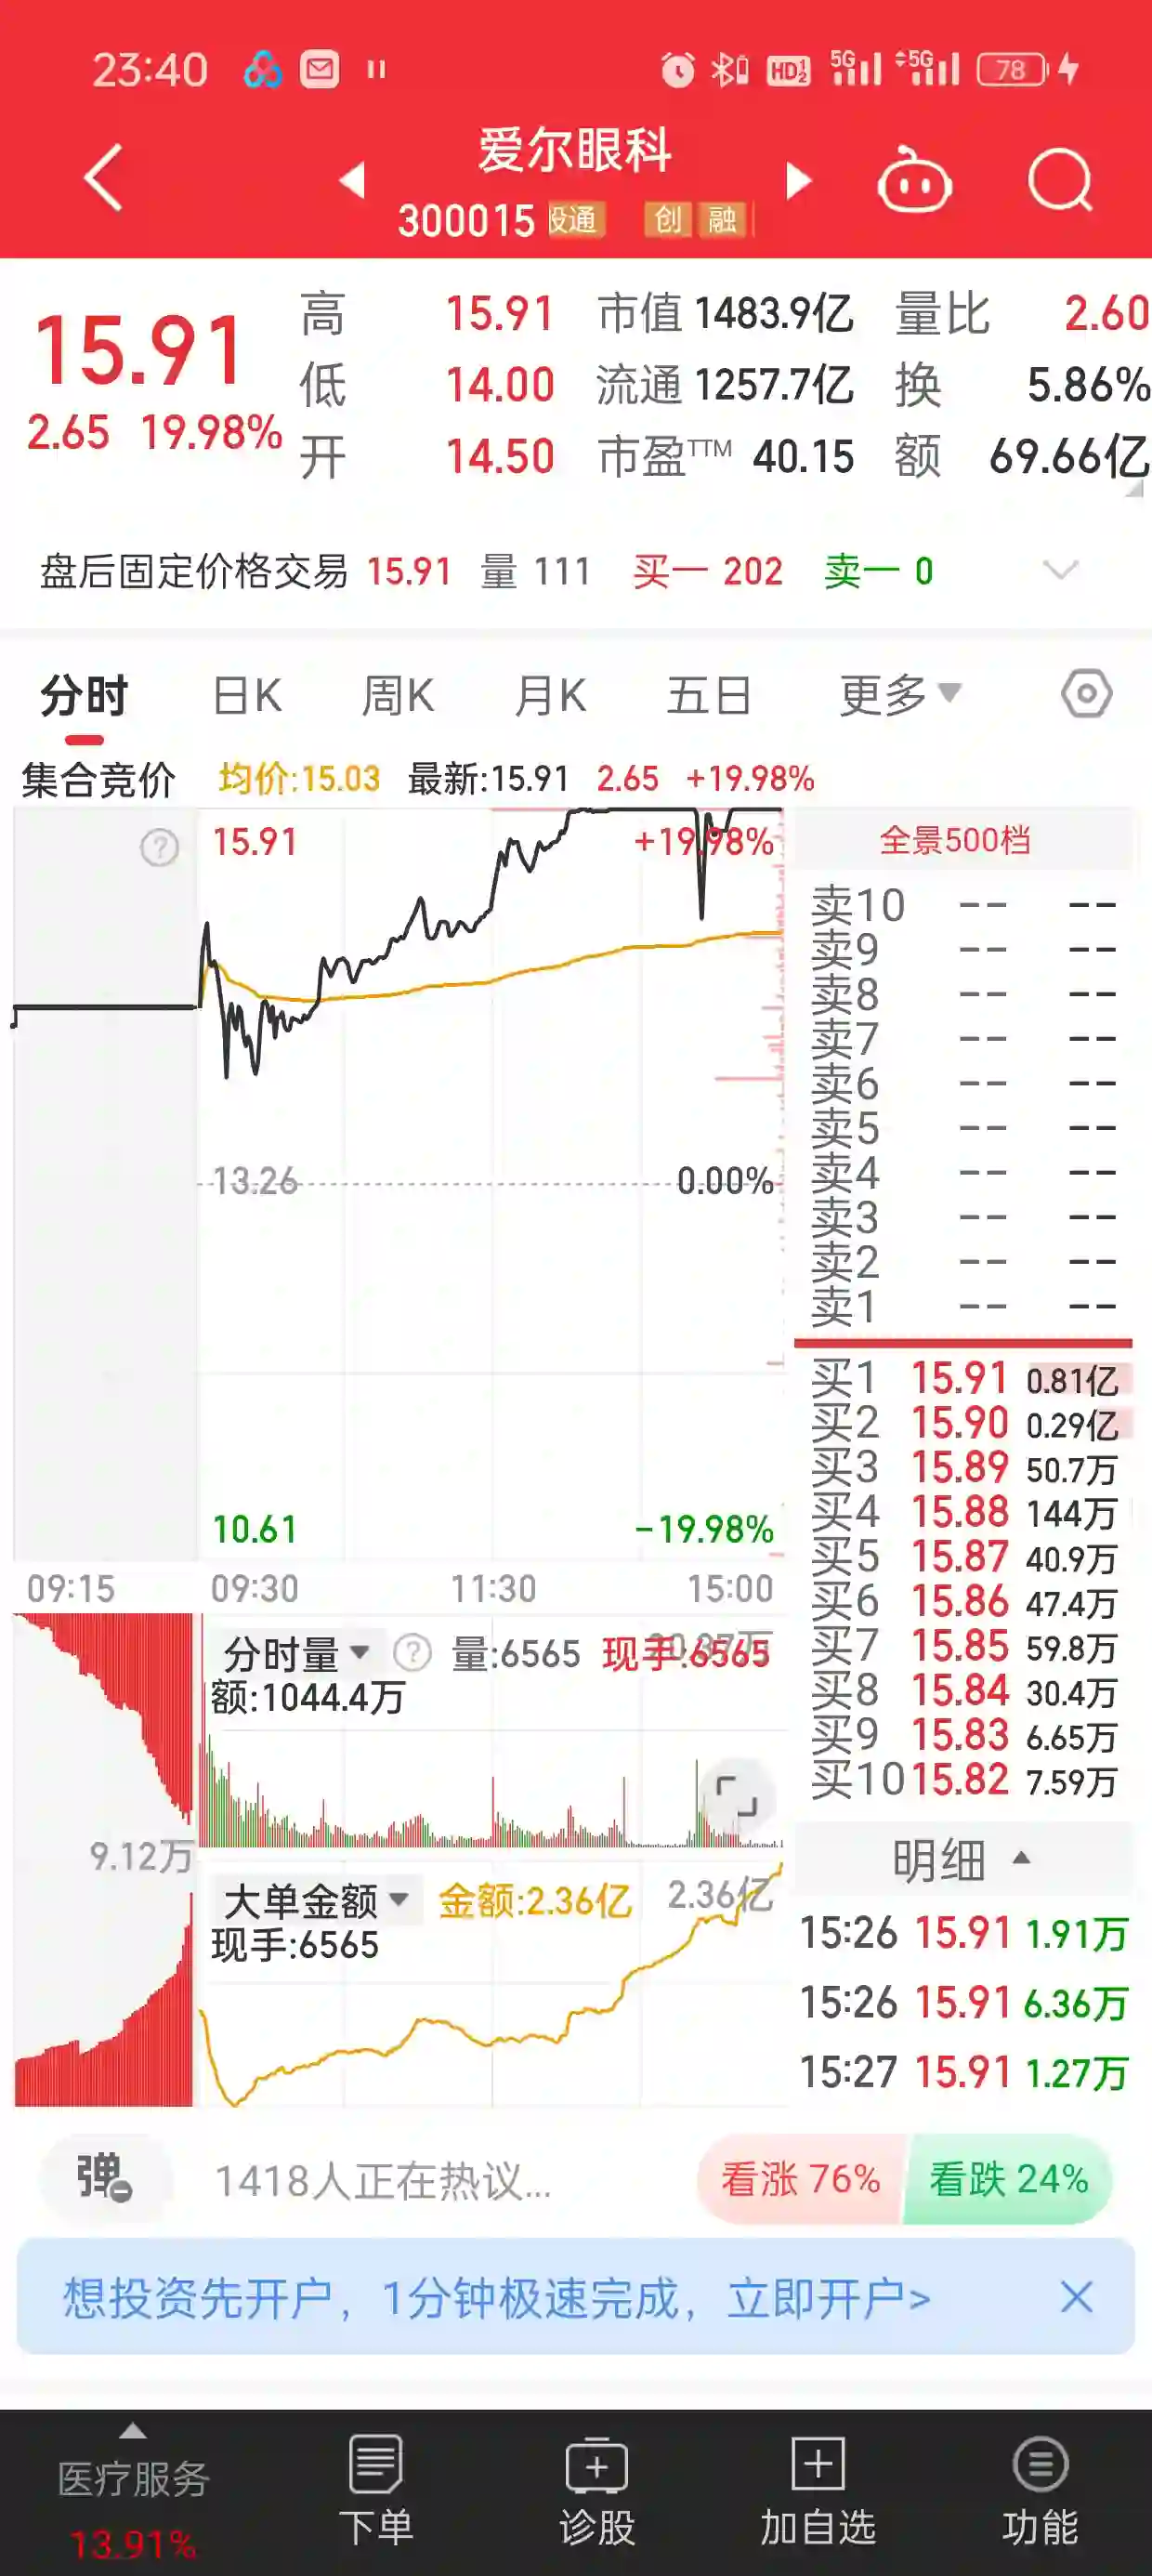 23:40 HD 1 2 5G 5G 78
爱尔眼科
300015 股通 创 融
15.91
2.65 19.98%
高 15.91 市值 1483.9亿 量比 2.60
低 14.00 流通 1257.7亿 换 5.86%
开 14.50 市盈TTM 40.15 额 69.66亿
盘后固定价格交易 15.91 量 111 买一 202 卖一 0
分时 日K 周K 月K 五日 更多
集合竞价 均价:15.03 最新:15.91 2.65 +19.98%
15.91 +19.98%
13.26 0.00%
10.61 -19.98%
09:15 09:30 11:30 15:00
全景500档
卖10 -- --
卖9 -- --
卖8 -- --
卖7 -- --
卖6 -- --
卖5 -- --
卖4 -- --
卖3 -- --
卖2 -- --
卖1 -- --
买1 15.91 0.81亿
买2 15.90 0.29亿
买3 15.89 50.7万
买4 15.88 144万
买5 15.87 40.9万
买6 15.86 47.4万
买7 15.85 59.8万
买8 15.84 30.4万
买9 15.83 6.65万
买10 15.82 7.59万
分时量 ? 量:6565 现手:6565
额:1044.4万
9.12万
大单金额 金额:2.36亿 2.36亿
现手:6565
明细
15:26 15.91 1.91万
15:26 15.91 6.36万
15:27 15.91 1.27万
弹 1418人正在热议... 看涨 76% 看跌 24%
想投资先开户，1分钟极速完成，立即开户>
医疗服务
13.91%
下单 诊股 加自选 功能